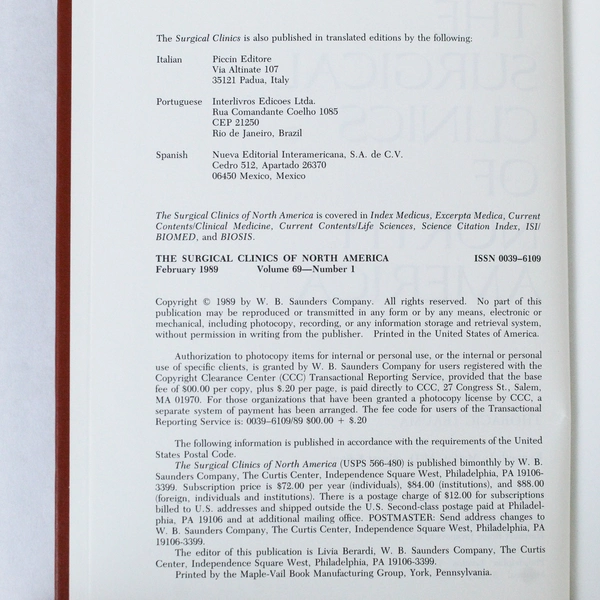 The Surgical Clinics is also published in translated editions by the following:
Italian Piccin Editore
Via Altinate 107
35121 Padua, Italy
Portuguese Interlivros Edicoes Ltda.
Rua Comandante Coelho 1085
CEP 21250
Rio de Janeiro, Brazil
Spanish Nueva Editorial Interamericana, S.A. de C.V.
Cedro 512, Apartado 26370
06450 Mexico, Mexico
The Surgical Clinics of North America is covered in Index Medicus, Excerpta Medica, Current
Contents/Clinical Medicine, Current Contents/Life Sciences, Science Citation Index, ISI/
BIOMED, and BIOSIS.
THE SURGICAL CLINICS OF NORTH AMERICA ISSN 0039–6109
February 1989 Volume 69—Number 1
Copyright © 1989 by W. B. Saunders Company. All rights reserved. No part of this
publication may be reproduced or transmitted in any form or by any means, electronic or
mechanical, including photocopy, recording, or any information storage and retrieval system,
without permission in writing from the publisher. Printed in the United States of America.
Authorization to photocopy items for internal or personal use, or the internal or personal
use of specific clients, is granted by W. B. Saunders Company for users registered with the
Copyright Clearance Center (CCC) Transactional Reporting Service, provided that the base
fee of $00.00 per copy, plus $.20 per page, is paid directly to CCC, 27 Congress St., Salem,
MA 01970. For those organizations that have been granted a photocopy license by CCC, a
separate system of payment has been arranged. The fee code for users of the Transactional
Reporting Service is: 0039–6109/89 $00.00 + $.20
The following information is published in accordance with the requirements of the United
States Postal Code.
The Surgical Clinics of North America (USPS 566-480) is published bimonthly by W. B.
Saunders Company, The Curtis Center, Independence Square West, Philadelphia, PA 19106-
3399. Subscription price is $72.00 per year (individuals), $84.00 (institutions), and $88.00
(foreign, individuals and institutions). There is a postage charge of $12.00 for subscriptions
billed to U.S. addresses and shipped outside the U.S. Second-class postage paid at Philadel-
phia, PA 19106 and at additional mailing office. POSTMASTER: Send address changes to
W. B. Saunders Company, The Curtis Center, Independence Square West, Philadelphia, PA
19106-3399.
The editor of this publication is Livia Berardi, W. B. Saunders Company, The Curtis
Center, Independence Square West, Philadelphia, PA 19106-3399.
Printed by the Maple-Vail Book Manufacturing Group, York, Pennsylvania.